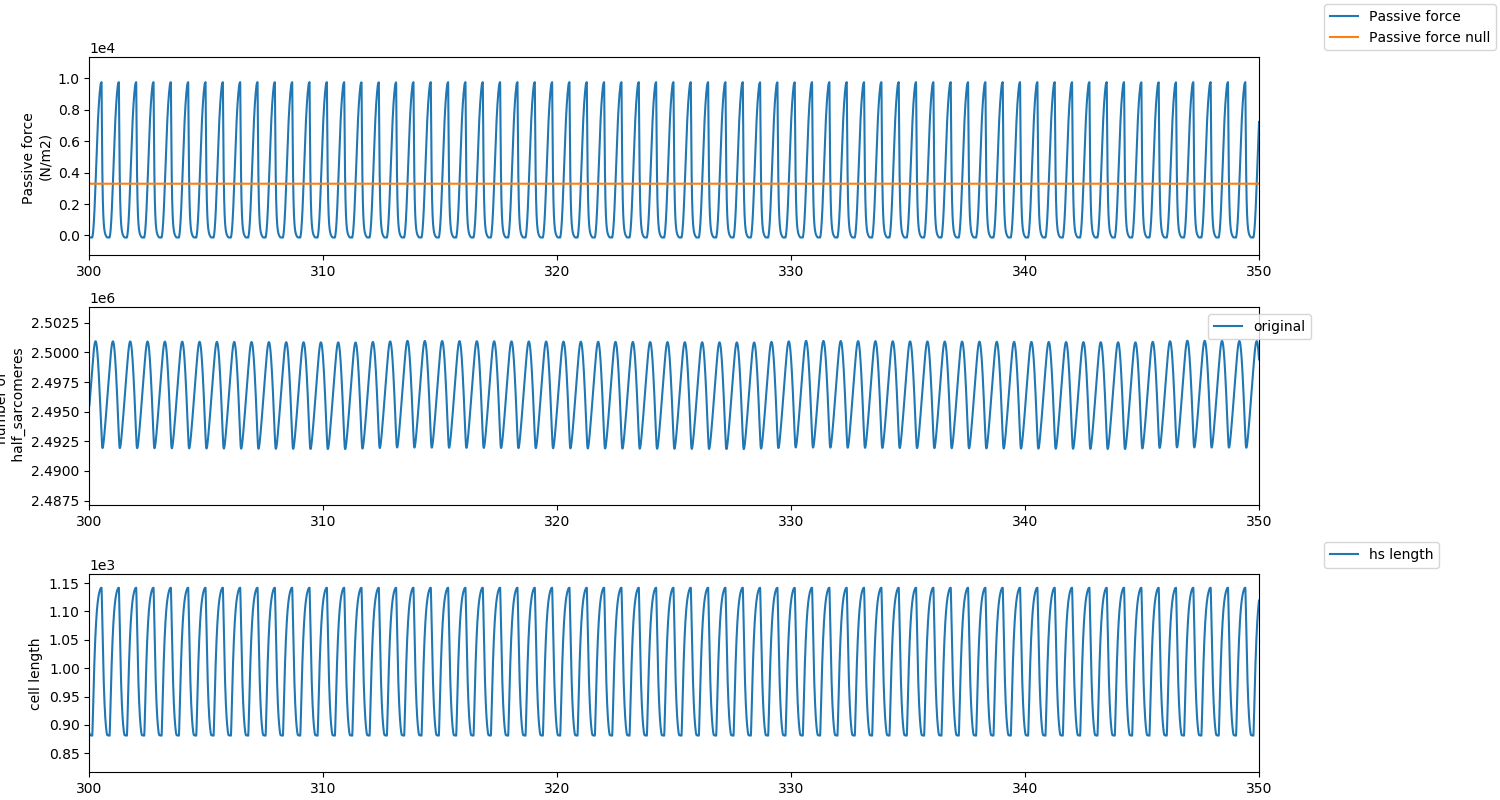 Passive force
Passive force null
1e4
Passive force
(N/m2)
1.0
0.8
0.6
0.4
0.2
0.0
300 310 320 330 340 350
1e6
original
half_sarcomeres
2.5025
2.5000
2.4975
2.4950
2.4925
2.4900
2.4875
300 310 320 330 340 350
hs length
1e3
cell length
1.15
1.10
1.05
1.00
0.95
0.90
0.85
300 310 320 330 340 350